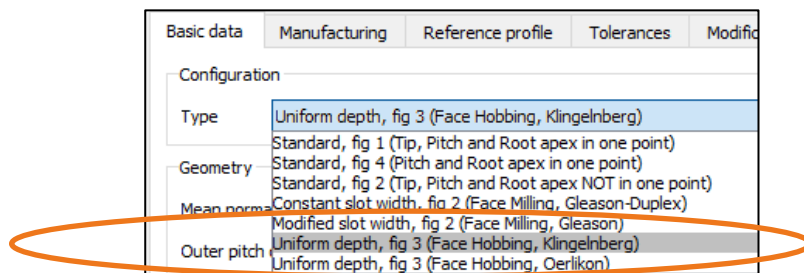 Basic data Manufacturing Reference profile Tolerances Modific
Configuration
Type Uniform depth, fig 3 (Face Hobbing, Klingelnberg)
Standard, fig 1 (Tip, Pitch and Root apex in one point)
Standard, fig 4 (Pitch and Root apex in one point)
Geometry
Standard, fig 2 (Tip, Pitch and Root apex NOT in one point)
Mean norma
Constant slot width, fig 2 (Face Milling, Gleason-Duplex)
Modified slot width, fig 2 (Face Milling, Gleason)
Uniform depth, fig 3 (Face Hobbing, Klingelnberg)
Outer pitch
Uniform depth, fig 3 (Face Hobbing, Oerlikon)